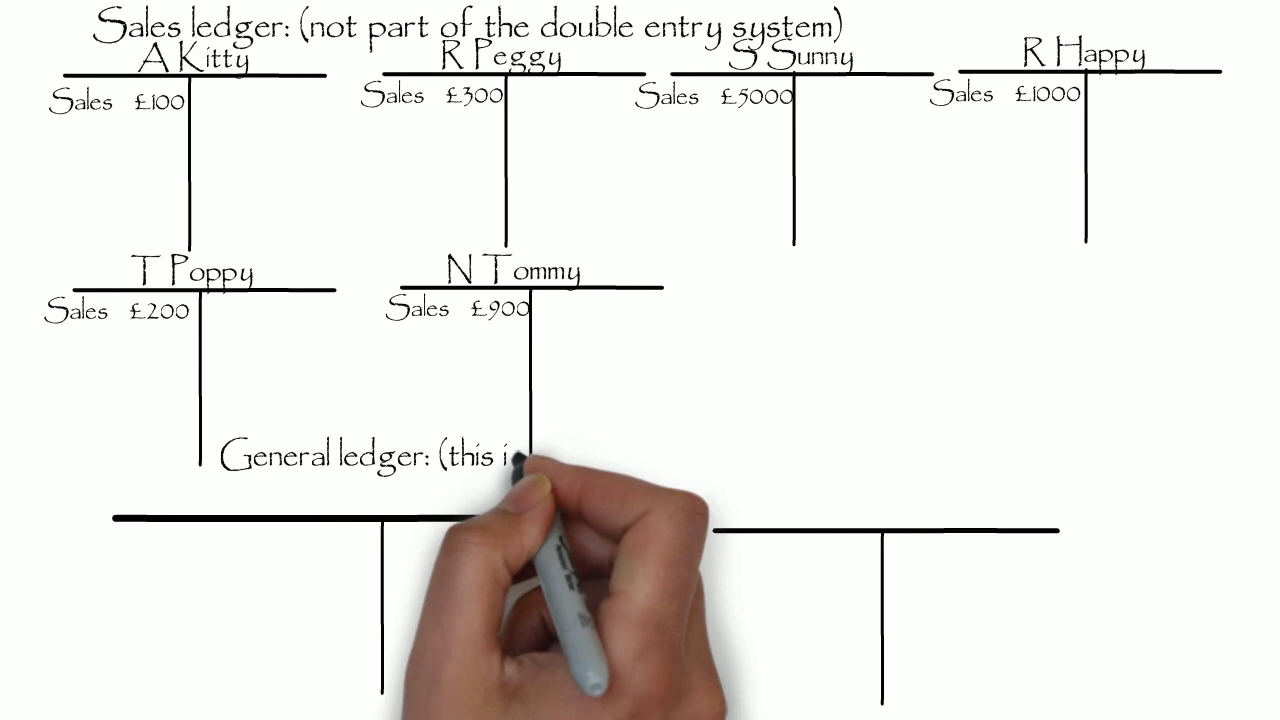 Sales ledger: (not part of the double entry system)
A Kitty
R Peggy
S Sunny
R Happy
Sales £100
Sales £300
Sales £5000
Sales £1000
T Poppy
N Tommy
Sales £200
Sales £900
General ledger: (this i